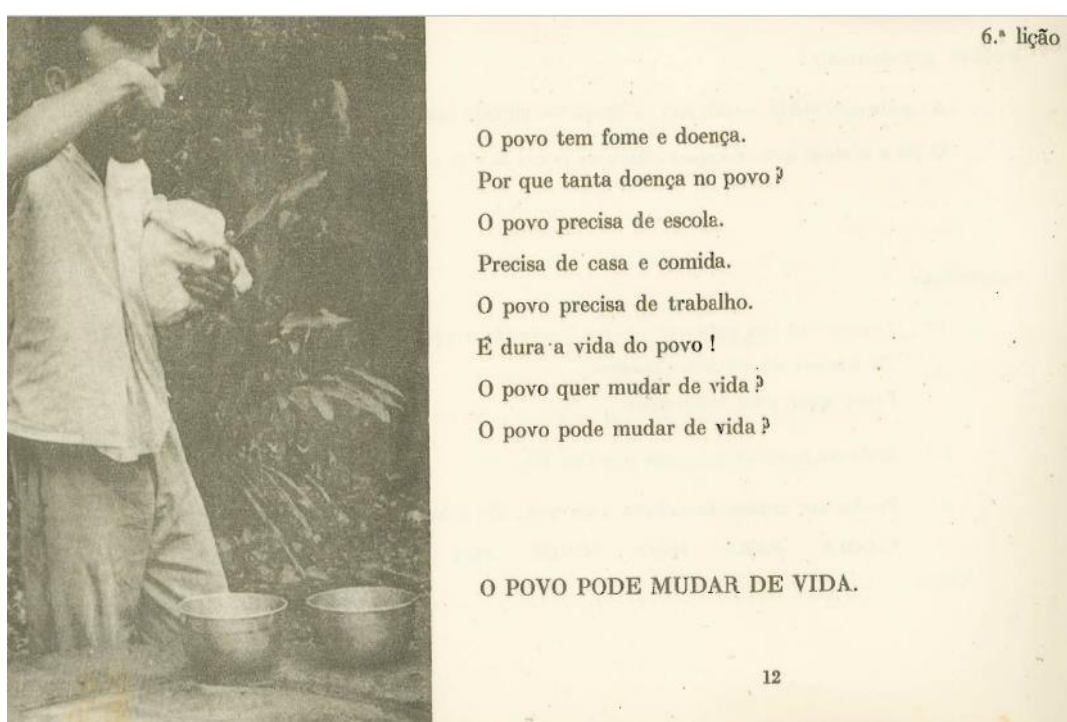 6.ª lição
O povo tem fome e doença.
Por que tanta doença no povo?
O povo precisa de escola.
Precisa de casa e comida.
O povo precisa de trabalho.
É dura a vida do povo!
O povo quer mudar de vida?
O povo pode mudar de vida?
O POVO PODE MUDAR DE VIDA.
12